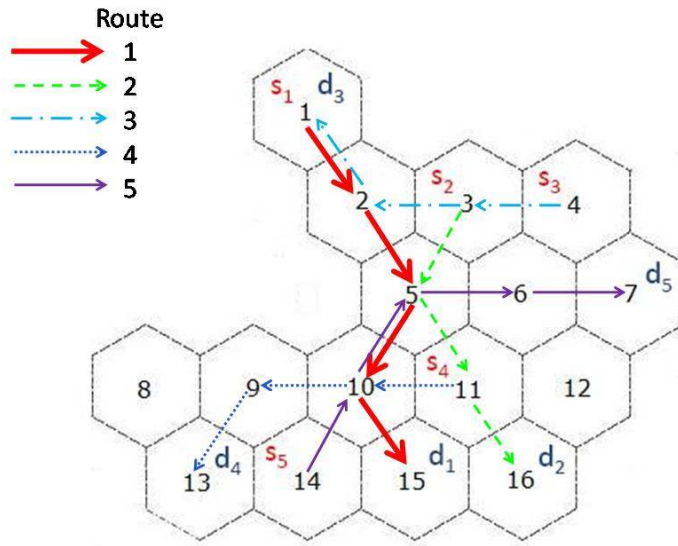 Route
1
2
3
4
5
s₁ d₃
1
2 s₂ 3 s₃ 4
5 6 7 d₅
8 9 10 s₄ 11 12
13 d₄ s₅ 14 15 d₁ 16 d₂